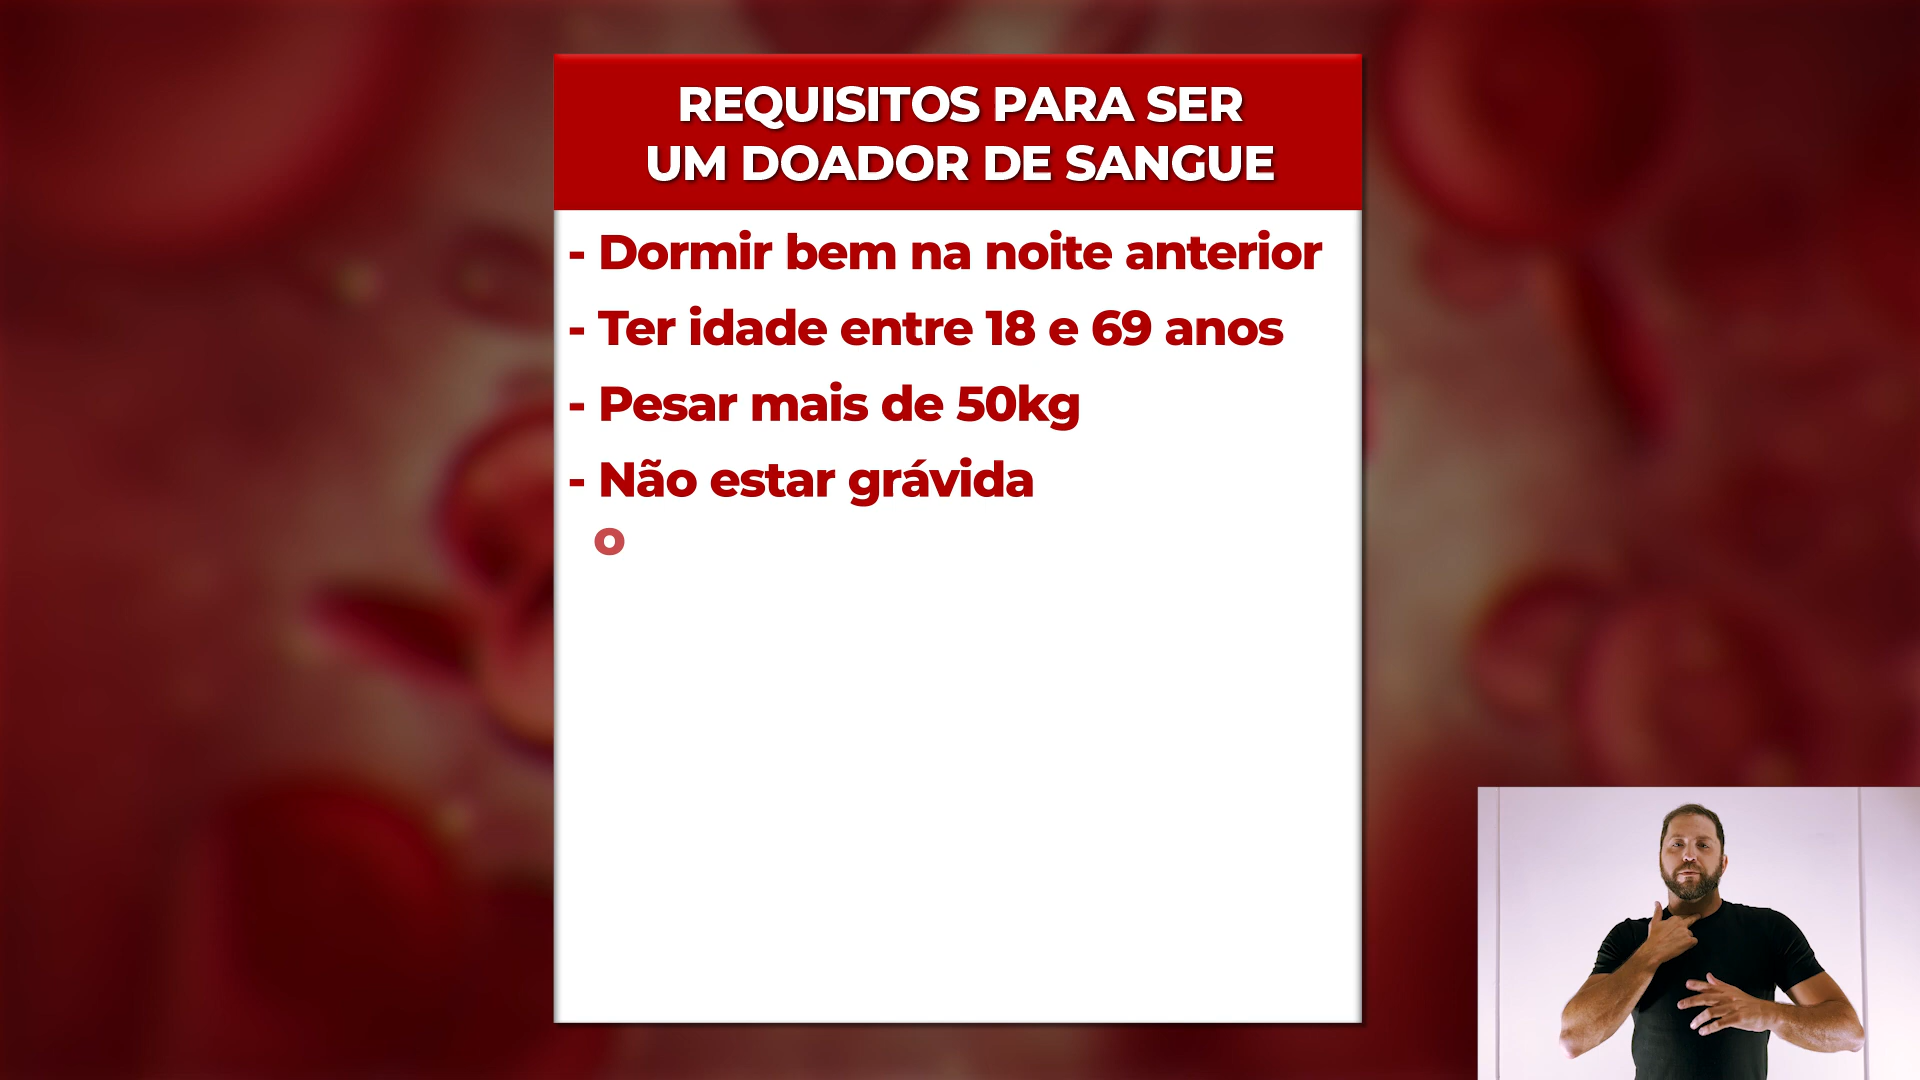 REQUISITOS PARA SER
UM DOADOR DE SANGUE
- Dormir bem na noite anterior
- Ter idade entre 18 e 69 anos
- Pesar mais de 50kg
- Não estar grávida
o